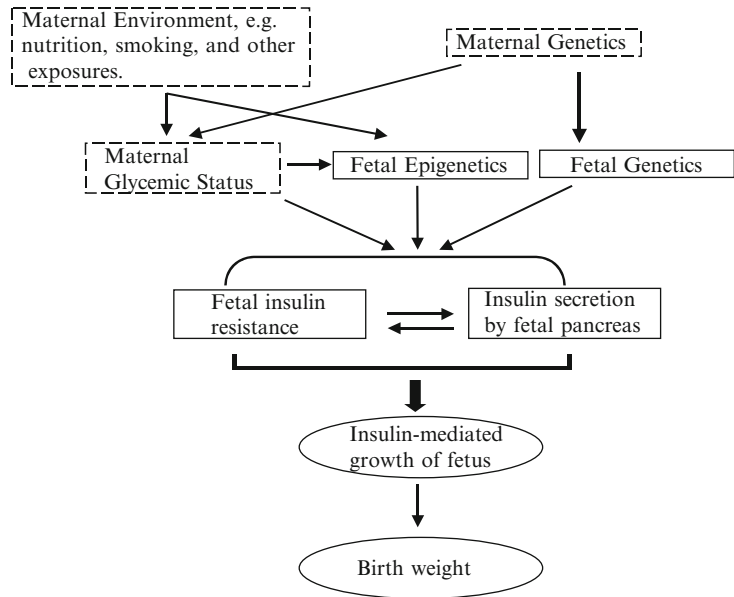 Maternal Environment, e.g.
nutrition, smoking, and other
exposures.
Maternal Genetics
Maternal
Glycemic Status
Fetal Epigenetics
Fetal Genetics
Fetal insulin
resistance
Insulin secretion
by fetal pancreas
Insulin-mediated
growth of fetus
Birth weight